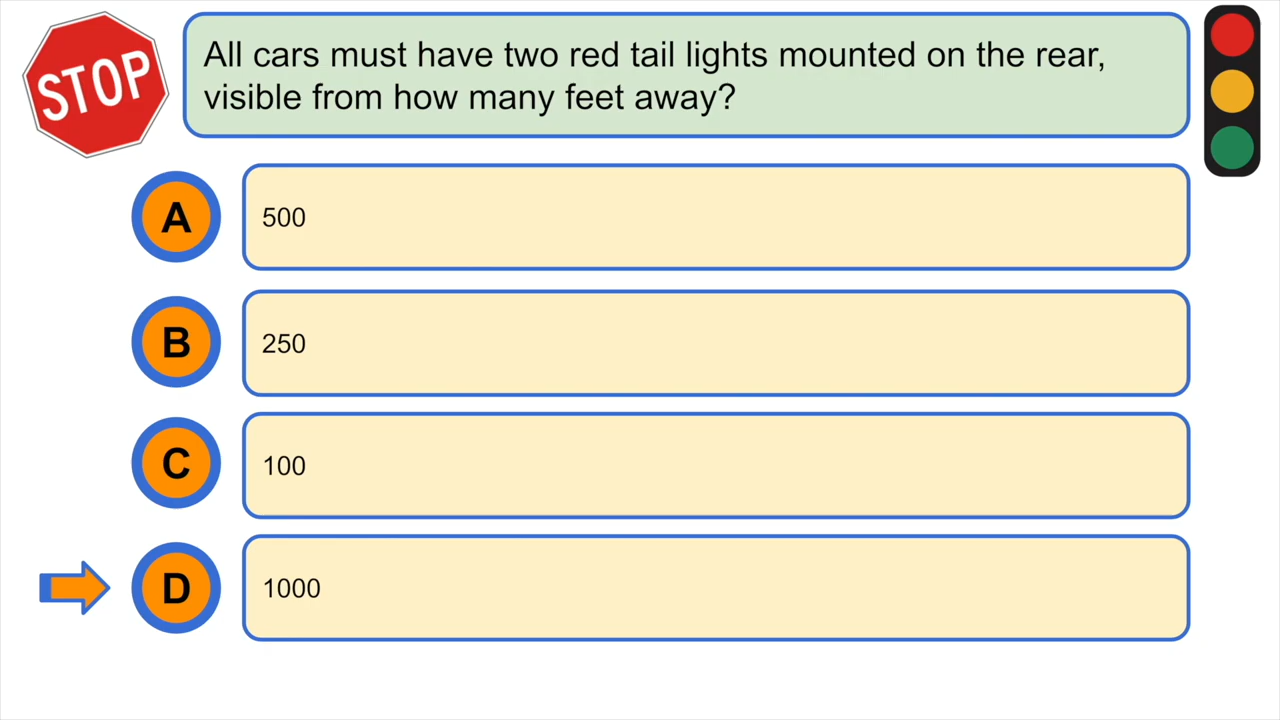 STOP
All cars must have two red tail lights mounted on the rear,
visible from how many feet away?
A
500
B
250
C
100
D
1000